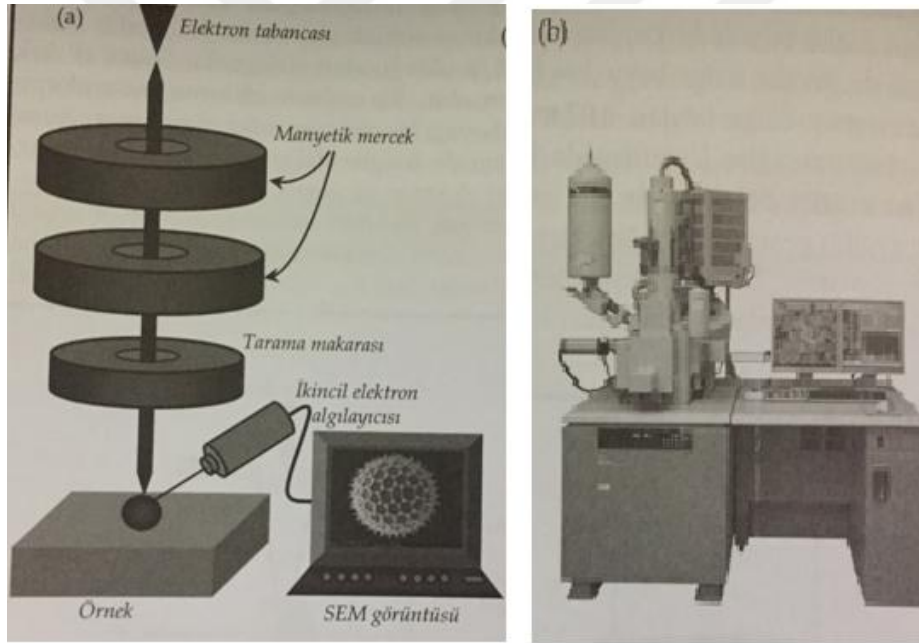 (a)
Elektron tabancası
Manyetik mercek
Tarama makarası
İkincil elektron
algılayıcısı
Örnek
SEM görüntüsü
(b)